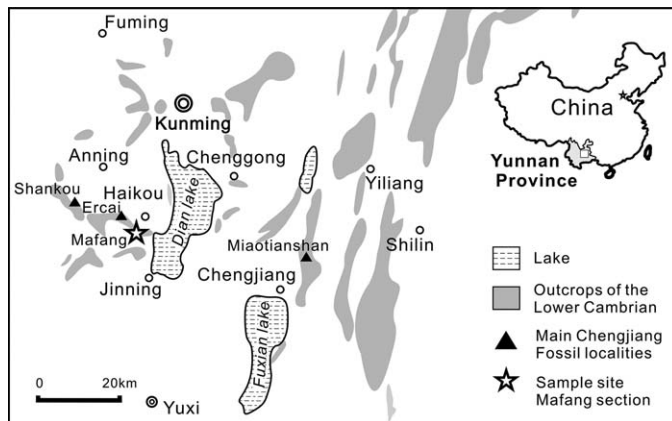 Fuming
Kunming
China
Anning
Chenggong
Yunnan
Province
Shankou
Haikou
Ercai
Yiliang
Dian lake
Mafang
Miaotianshan
Shilin
Jinning
Chengjiang
Fuxian lake
Lake
Outcrops of the
Lower Cambrian
Main Chengjiang
Fossil localities
Sample site
Mafang section
0 20km
Yuxi